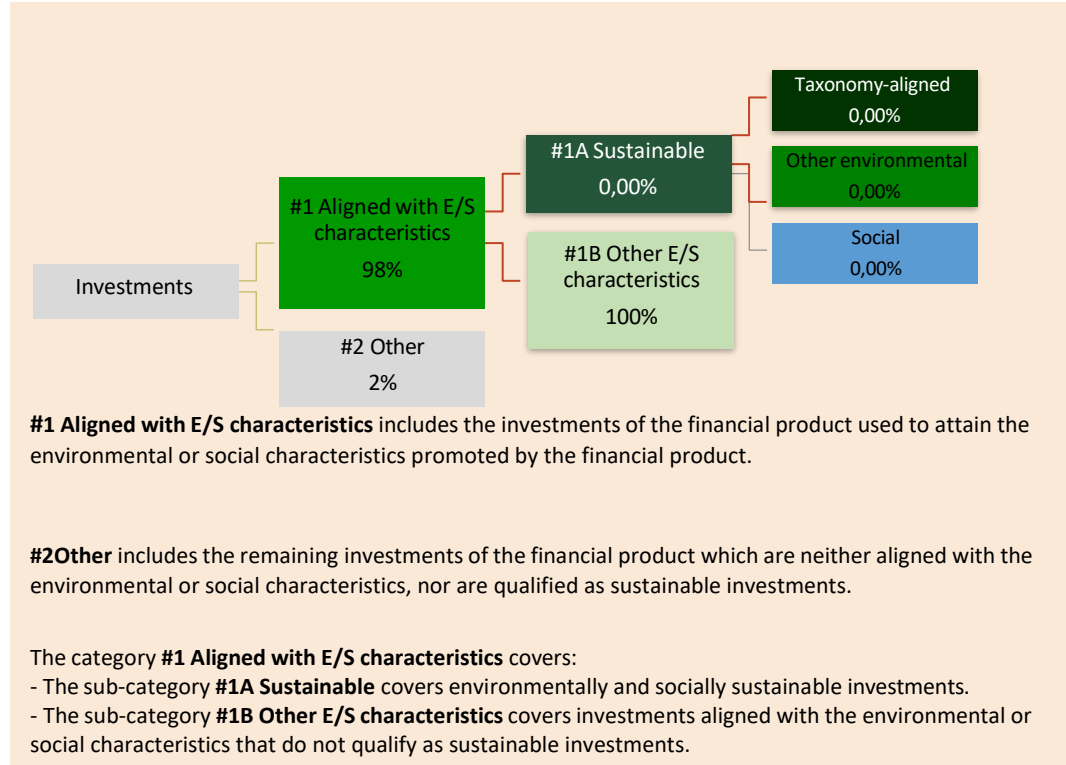 Taxonomy-aligned
0,00%
#1A Sustainable
0,00%
Other environmental
0,00%
#1 Aligned with E/S
characteristics
98%
Social
0,00%
#1B Other E/S
characteristics
100%
Investments
#2 Other
2%
#1 Aligned with E/S characteristics includes the investments of the financial product used to attain the
environmental or social characteristics promoted by the financial product.
#2Other includes the remaining investments of the financial product which are neither aligned with the
environmental or social characteristics, nor are qualified as sustainable investments.
The category #1 Aligned with E/S characteristics covers:
- The sub-category #1A Sustainable covers environmentally and socially sustainable investments.
- The sub-category #1B Other E/S characteristics covers investments aligned with the environmental or
social characteristics that do not qualify as sustainable investments.